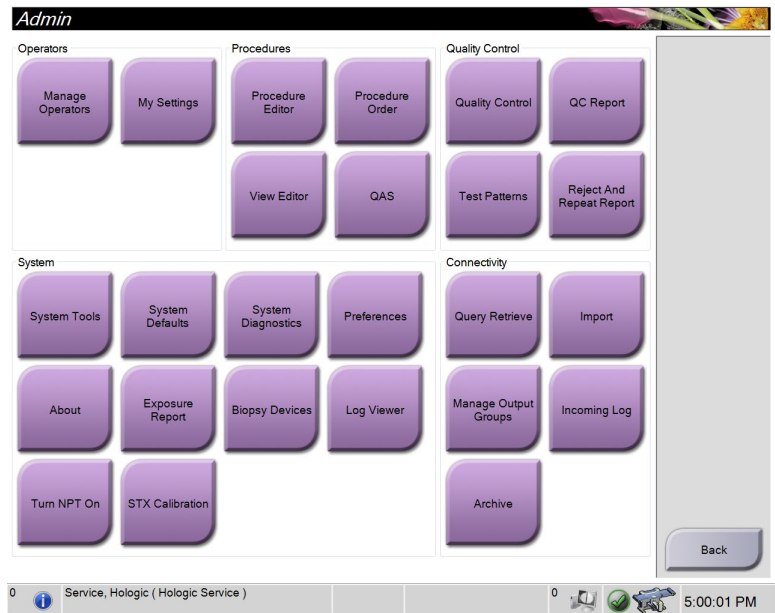 Admin
Operators
Procedures
Quality Control
Manage
Operators
My Settings
Procedure
Editor
Procedure
Order
Quality Control
QC Report
View Editor
QAS
Test Patterns
Reject And
Repeat Report
System
Connectivity
System Tools
System
Defaults
System
Diagnostics
Preferences
Query Retrieve
Import
About
Exposure
Report
Biopsy Devices
Log Viewer
Manage Output
Groups
Incoming Log
Turn NPT On
STX Calibration
Archive
Back
0
Service, Hologic ( Hologic Service )
0
5:00:01 PM